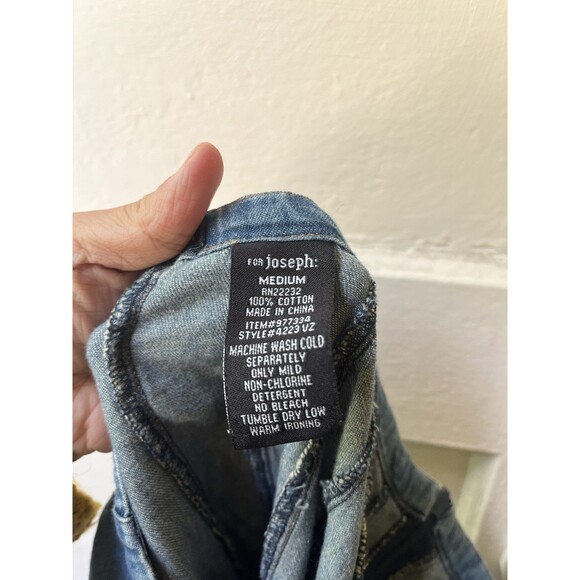 FOR joseph:
MEDIUM
RN22232
100% COTTON
MADE IN CHINA
ITEM#977334
STYLE#4223 VZ
MACHINE WASH COLD
SEPARATELY
ONLY MILD
NON-CHLORINE
DETERGENT
NO BLEACH
TUMBLE DRY LOW
WARM IRONING